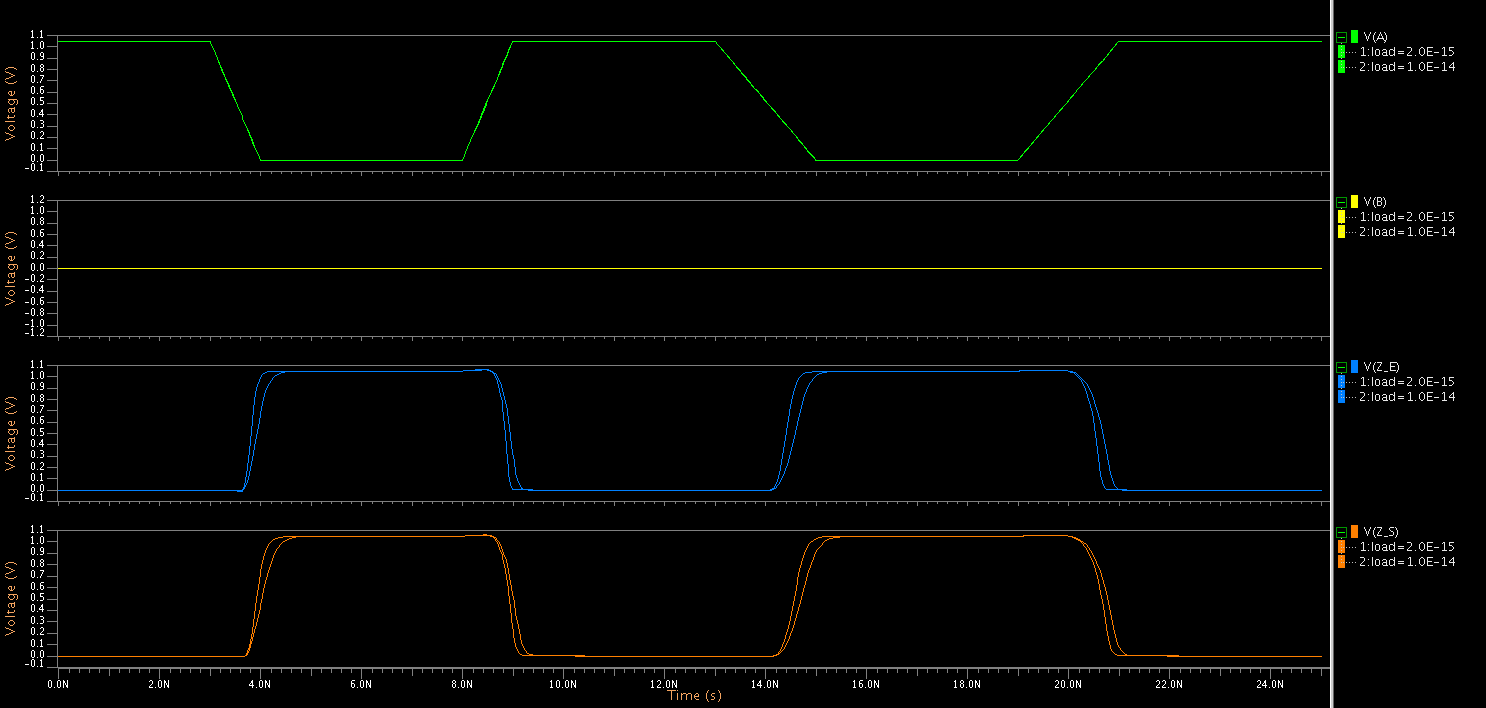 1.1
1.0
0.9
0.8
0.7
0.6
0.5
0.4
0.3
0.2
0.1
0.0
-0.1
Voltage (V)
V(A)
1:load=2.0E-15
2:load=1.0E-14
1.2
1.0
0.8
0.6
0.4
0.2
0.0
-0.2
-0.4
-0.6
-0.8
-1.0
-1.2
Voltage (V)
V(B)
1:load=2.0E-15
2:load=1.0E-14
1.1
1.0
0.9
0.8
0.7
0.6
0.5
0.4
0.3
0.2
0.1
0.0
-0.1
Voltage (V)
V(Z_E)
1:load=2.0E-15
2:load=1.0E-14
1.1
1.0
0.9
0.8
0.7
0.6
0.5
0.4
0.3
0.2
0.1
0.0
-0.1
Voltage (V)
V(Z_S)
1:load=2.0E-15
2:load=1.0E-14
0.0N 2.0N 4.0N 6.0N 8.0N 10.0N 12.0N 14.0N 16.0N 18.0N 20.0N 22.0N 24.0N
Time (s)